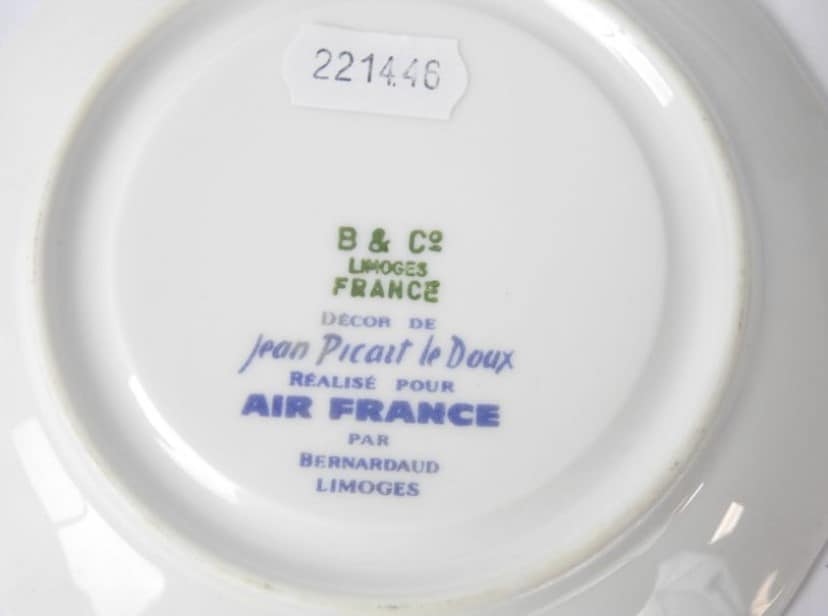 221446
B & Cº
LIMOGES
FRANCE
DÉCOR DE
Jean Picart le Doux
RÉALISÉ POUR
AIR FRANCE
PAR
BERNARDAUD
LIMOGES